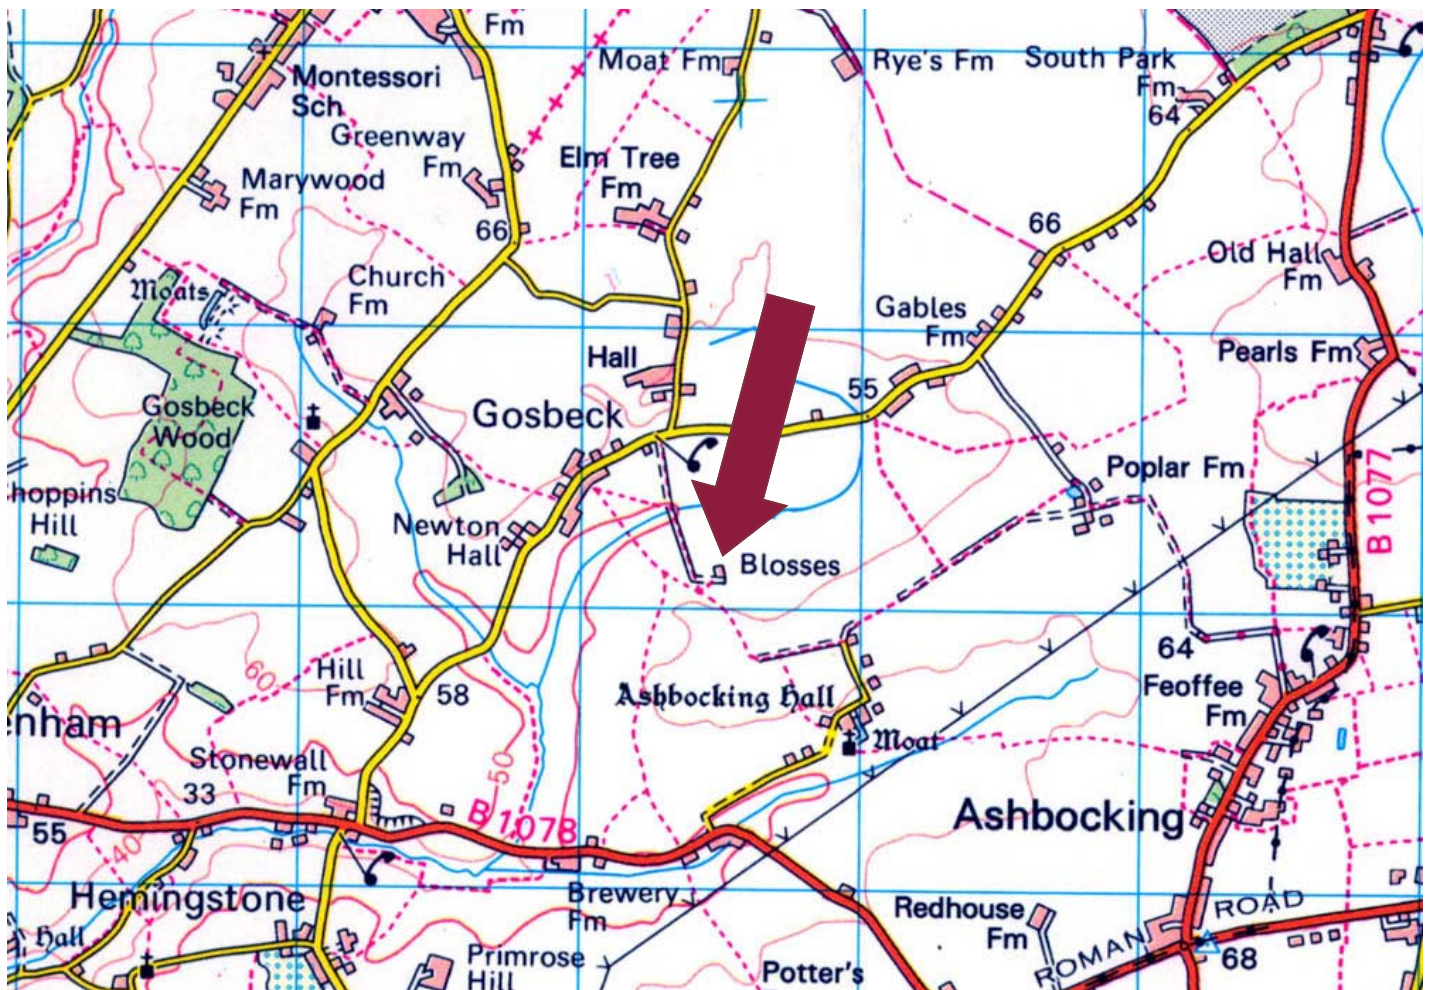 Fm
Moat Fm
Rye's Fm
South Park
Fm
64
Montessori
Sch
Greenway
Fm
Elm Tree
Fm
Marywood
Fm
66
66
Old Hall
Fm
Church
Fm
Moats
Gables
Fm
Hall
Pearls Fm
55
Gosbeck
Wood
Gosbeck
Poplar Fm
hoppins
Hill
Newton
Hall
B 1077
Blosses
64
60
Hill
Fm
58
Ashbocking Hall
Feoffee
Fm
enham
Moat
Stonewall
Fm
50
33
B 1078
Ashbocking
55
40
Hemingstone
Brewery
Fm
Redhouse
Fm
ROMAN ROAD
Hall
68
Primrose
Hill
Potter's